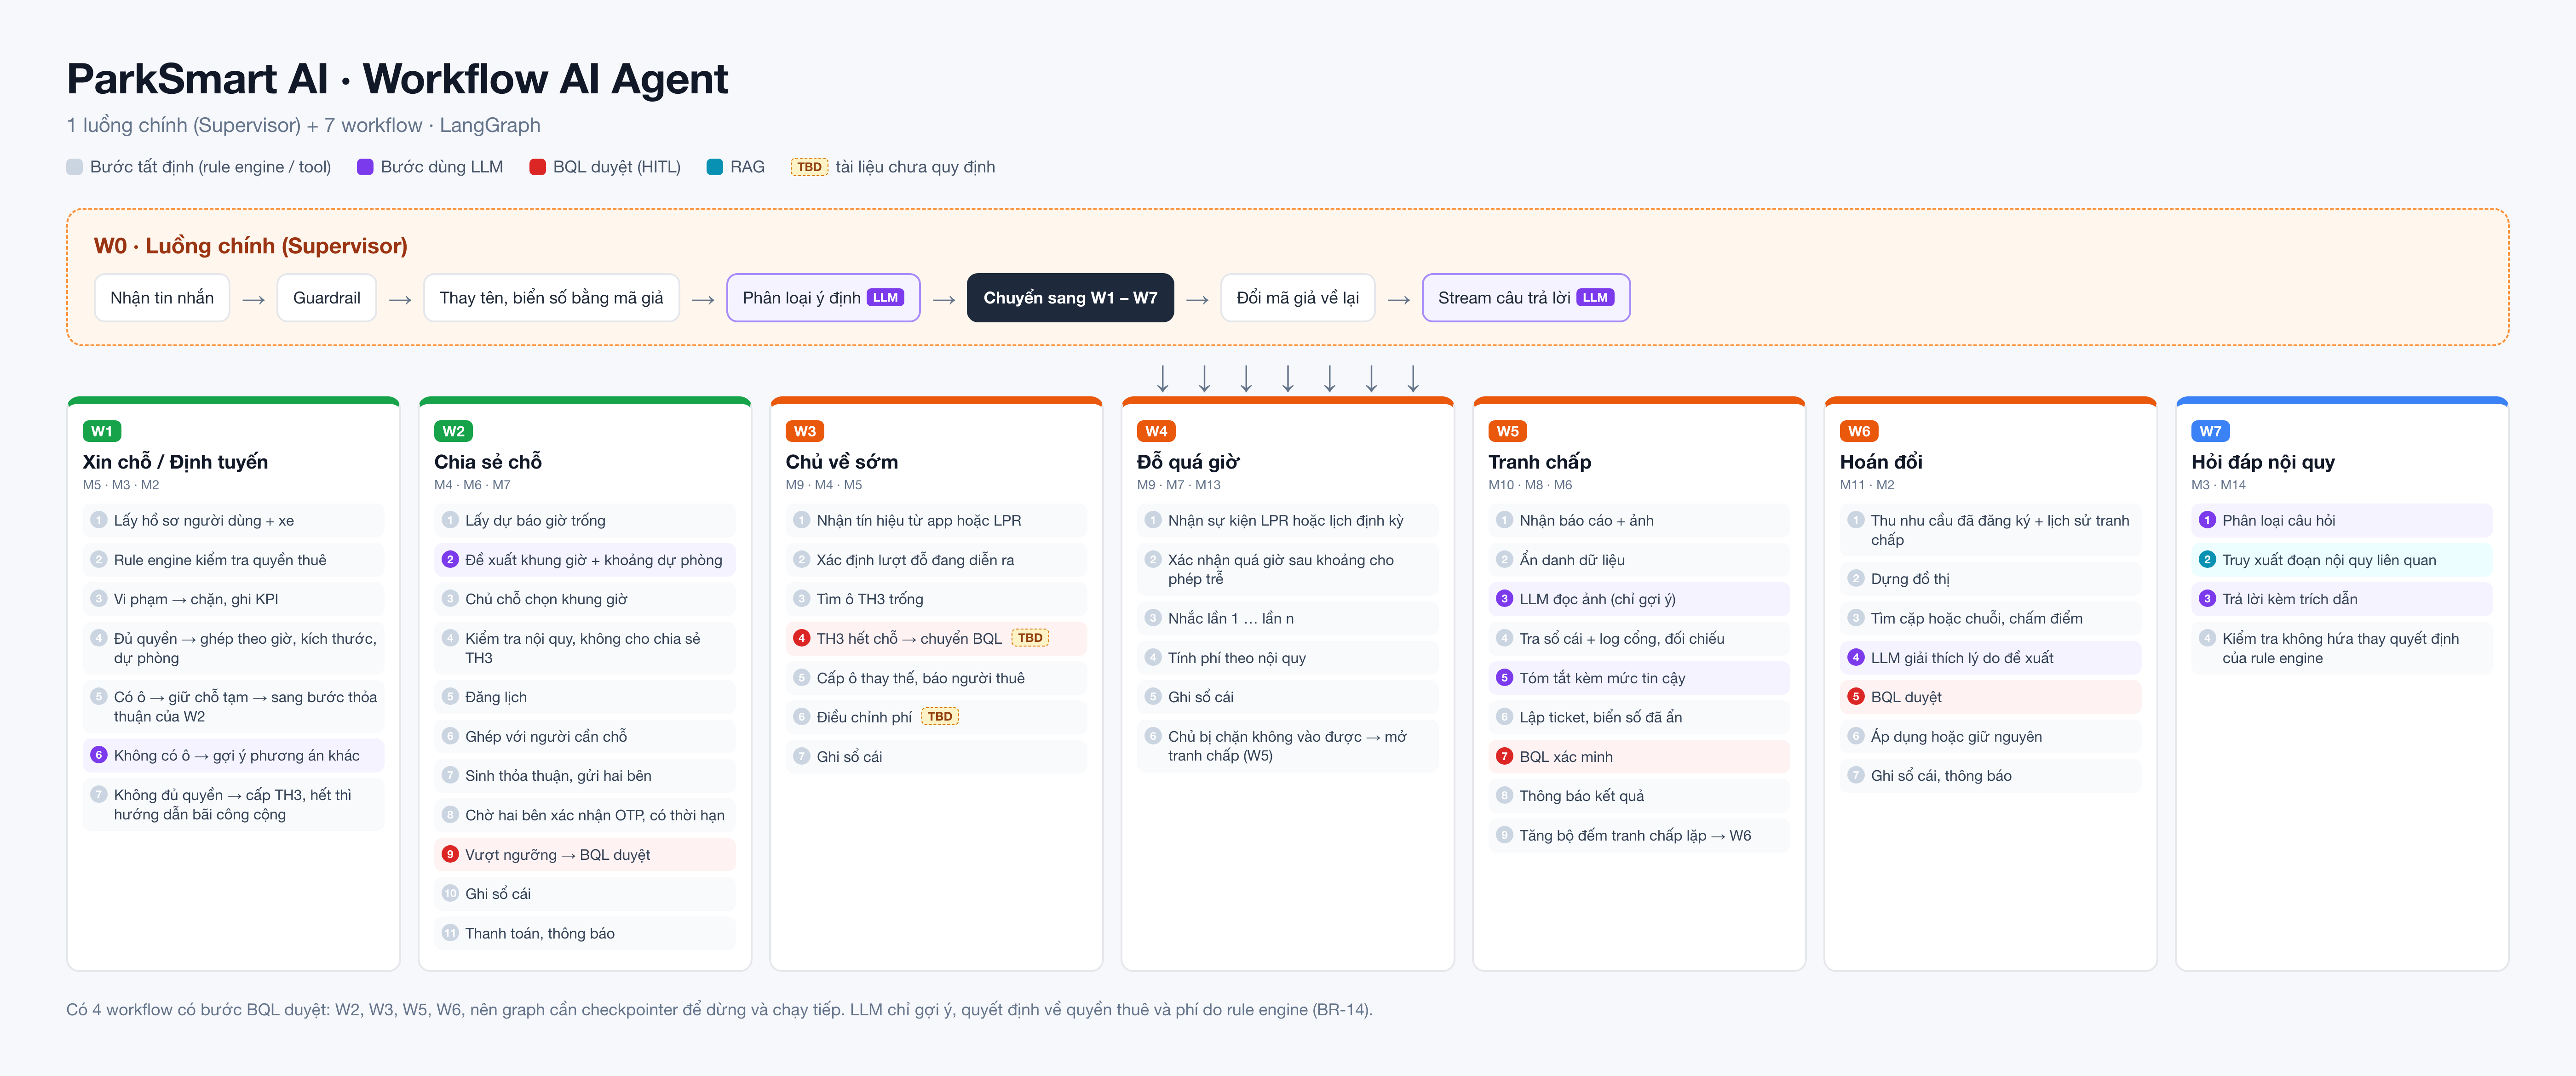 ParkSmart AI · Workflow AI Agent
1 luồng chính (Supervisor) + 7 workflow · LangGraph
Bước tất định (rule engine / tool)
Bước dùng LLM
BQL duyệt (HITL)
RAG
TBD tài liệu chưa quy định
W0 · Luồng chính (Supervisor)
Nhận tin nhắn
→
Guardrail
→
Thay tên, biển số bằng mã giả
→
Phân loại ý định LLM
→
Chuyển sang W1 – W7
→
Đổi mã giả về lại
→
Stream câu trả lời LLM
↓ ↓ ↓ ↓ ↓ ↓ ↓
W1
Xin chỗ / Định tuyến
M5 · M3 · M2
1 Lấy hồ sơ người dùng + xe
2 Rule engine kiểm tra quyền thuê
3 Vi phạm → chặn, ghi KPI
4 Đủ quyền → ghép theo giờ, kích thước,
dự phòng
5 Có ô → giữ chỗ tạm → sang bước thỏa
thuận của W2
6 Không có ô → gợi ý phương án khác
7 Không đủ quyền → cấp TH3, hết thì
hướng dẫn bãi công cộng
W2
Chia sẻ chỗ
M4 · M6 · M7
1 Lấy dự báo giờ trống
2 Đề xuất khung giờ + khoảng dự phòng
3 Chủ chỗ chọn khung giờ
4 Kiểm tra nội quy, không cho chia sẻ
TH3
5 Đăng lịch
6 Ghép với người cần chỗ
7 Sinh thỏa thuận, gửi hai bên
8 Chờ hai bên xác nhận OTP, có thời hạn
9 Vượt ngưỡng → BQL duyệt
10 Ghi sổ cái
11 Thanh toán, thông báo
W3
Chủ về sớm
M9 · M4 · M5
1 Nhận tín hiệu từ app hoặc LPR
2 Xác định lượt đỗ đang diễn ra
3 Tìm ô TH3 trống
4 TH3 hết chỗ → chuyển BQL TBD
5 Cấp ô thay thế, báo người thuê
6 Điều chỉnh phí TBD
7 Ghi sổ cái
W4
Đỗ quá giờ
M9 · M7 · M13
1 Nhận sự kiện LPR hoặc lịch định kỳ
2 Xác nhận quá giờ sau khoảng cho
phép trễ
3 Nhắc lần 1 … lần n
4 Tính phí theo nội quy
5 Ghi sổ cái
6 Chủ bị chặn không vào được → mở
tranh chấp (W5)
W5
Tranh chấp
M10 · M8 · M6
1 Nhận báo cáo + ảnh
2 Ẩn danh dữ liệu
3 LLM đọc ảnh (chỉ gợi ý)
4 Tra sổ cái + log cổng, đối chiếu
5 Tóm tắt kèm mức tin cậy
6 Lập ticket, biển số đã ẩn
7 BQL xác minh
8 Thông báo kết quả
9 Tăng bộ đếm tranh chấp lặp → W6
W6
Hoán đổi
M11 · M2
1 Thu nhu cầu đã đăng ký + lịch sử tranh
chấp
2 Dựng đồ thị
3 Tìm cặp hoặc chuỗi, chấm điểm
4 LLM giải thích lý do đề xuất
5 BQL duyệt
6 Áp dụng hoặc giữ nguyên
7 Ghi sổ cái, thông báo
W7
Hỏi đáp nội quy
M3 · M14
1 Phân loại câu hỏi
2 Truy xuất đoạn nội quy liên quan
3 Trả lời kèm trích dẫn
4 Kiểm tra không hứa thay quyết định
của rule engine
Có 4 workflow có bước BQL duyệt: W2, W3, W5, W6, nên graph cần checkpointer để dừng và chạy tiếp. LLM chỉ gợi ý, quyết định về quyền thuê và phí do rule engine (BR-14).